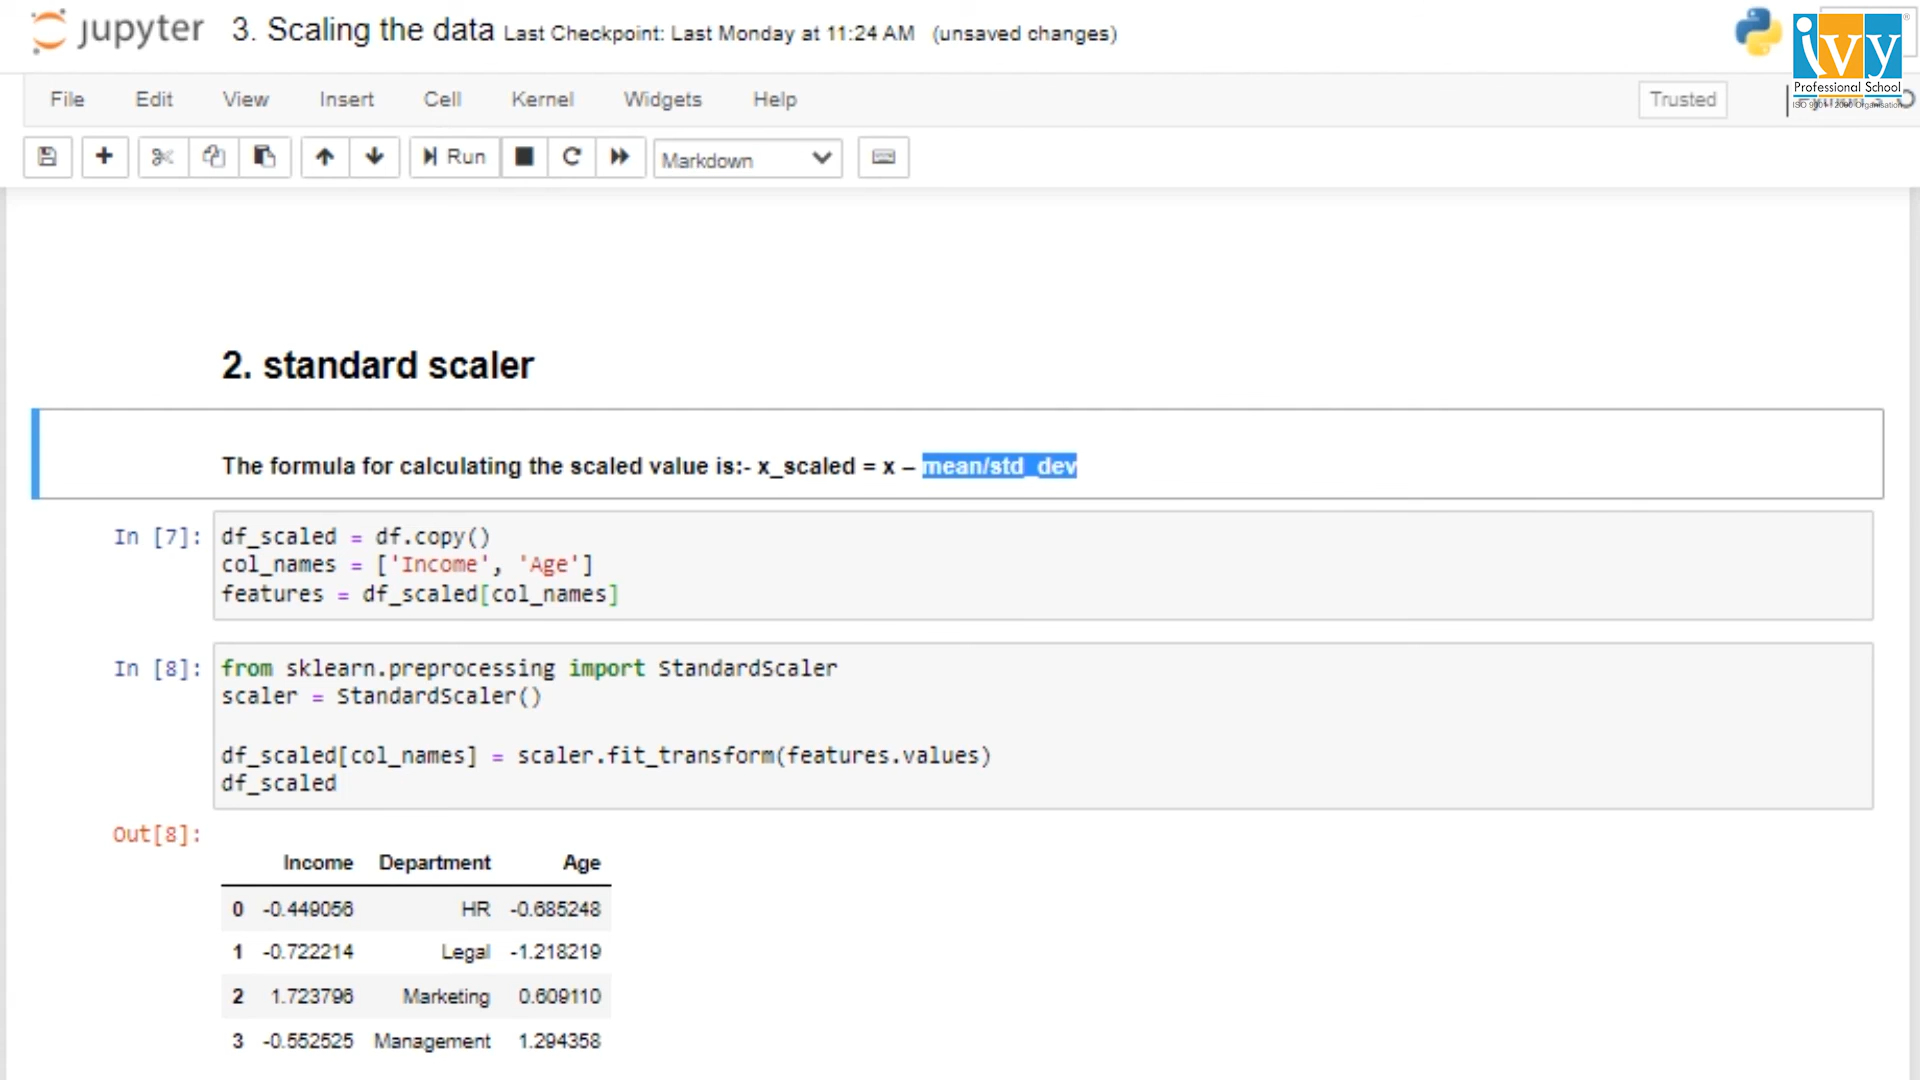 jupyter 3. Scaling the data Last Checkpoint: Last Monday at 11:24 AM (unsaved changes)
ivy
Professional School
File Edit View Insert Cell Kernel Widgets Help Trusted
Run Markdown
2. standard scaler
The formula for calculating the scaled value is:- x_scaled = x – mean/std_dev
In [7]: df_scaled = df.copy()
col_names = ['Income', 'Age']
features = df_scaled[col_names]
In [8]: from sklearn.preprocessing import StandardScaler
scaler = StandardScaler()
df_scaled[col_names] = scaler.fit_transform(features.values)
df_scaled
Out[8]:
Income Department Age
0 -0.449056 HR -0.685248
1 -0.722214 Legal -1.218219
2 1.723796 Marketing 0.609110
3 -0.552525 Management 1.294358